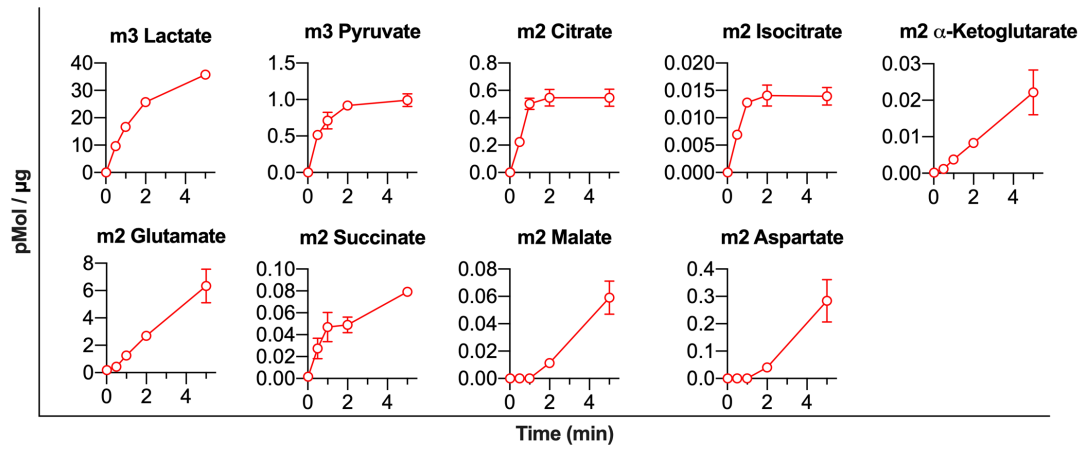 m3 Lactate
40
30
20
10
0
0 2 4
m3 Pyruvate
1.5
1.0
0.5
0.0
0 2 4
m2 Citrate
0.8
0.6
0.4
0.2
0.0
0 2 4
m2 Isocitrate
0.020
0.015
0.010
0.005
0.000
0 2 4
m2 α-Ketoglutarate
0.03
0.02
0.01
0.00
0 2 4
m2 Glutamate
8
6
4
2
0
0 2 4
m2 Succinate
0.10
0.08
0.06
0.04
0.02
0.00
0 2 4
m2 Malate
0.08
0.06
0.04
0.02
0.00
0 2 4
m2 Aspartate
0.4
0.3
0.2
0.1
0.0
0 2 4
pMol / µg
Time (min)